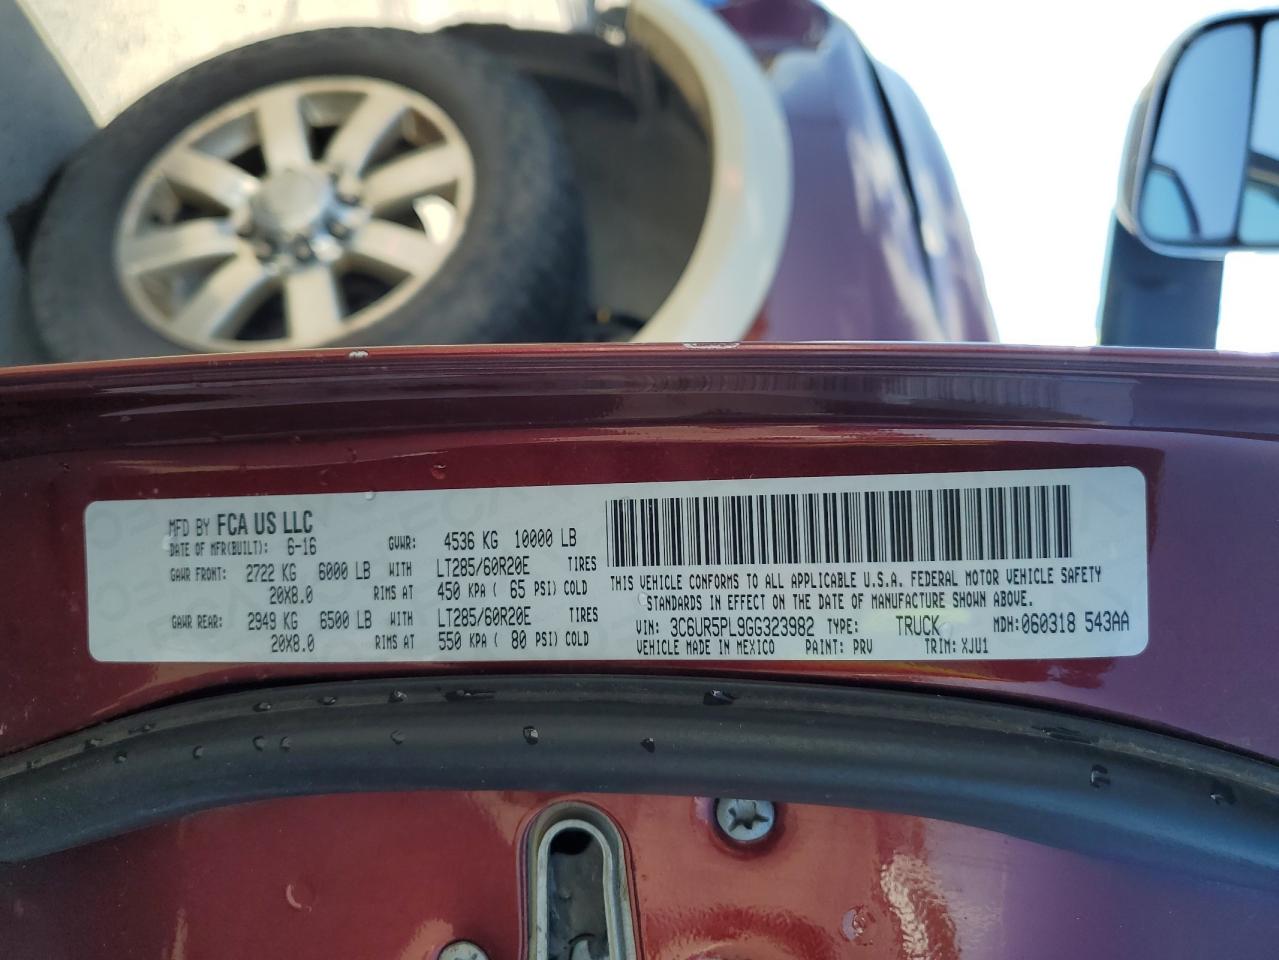 MFD BY FCA US LLC
DATE OF MFR(BUILT): 6-16 GVWR: 4536 KG 10000 LB
GAWR FRONT: 2722 KG 6000 LB WITH LT285/60R20E TIRES
20X8.0 RIMS AT 450 KPA ( 65 PSI) COLD
GAWR REAR: 2949 KG 6500 LB WITH LT285/60R20E TIRES
20X8.0 RIMS AT 550 KPA ( 80 PSI) COLD
THIS VEHICLE CONFORMS TO ALL APPLICABLE U.S.A. FEDERAL MOTOR VEHICLE SAFETY
STANDARDS IN EFFECT ON THE DATE OF MANUFACTURE SHOWN ABOVE.
VIN: 3C6UR5PL9GG323982 TYPE: TRUCK MDH: 060318 543AA
VEHICLE MADE IN MEXICO PAINT: PRV TRIM: XJU1